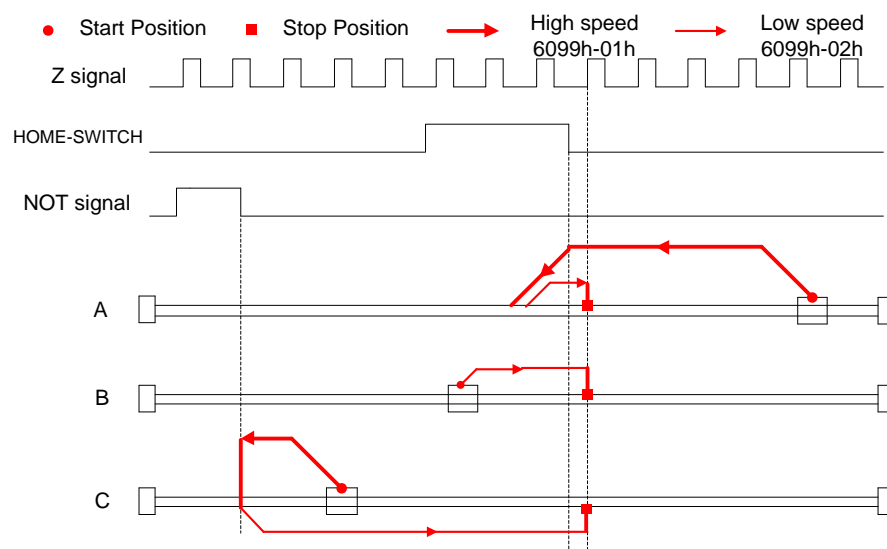 Start Position Stop Position High speed Low speed
6099h-01h 6099h-02h
Z signal
HOME-SWITCH
NOT signal
A
B
C